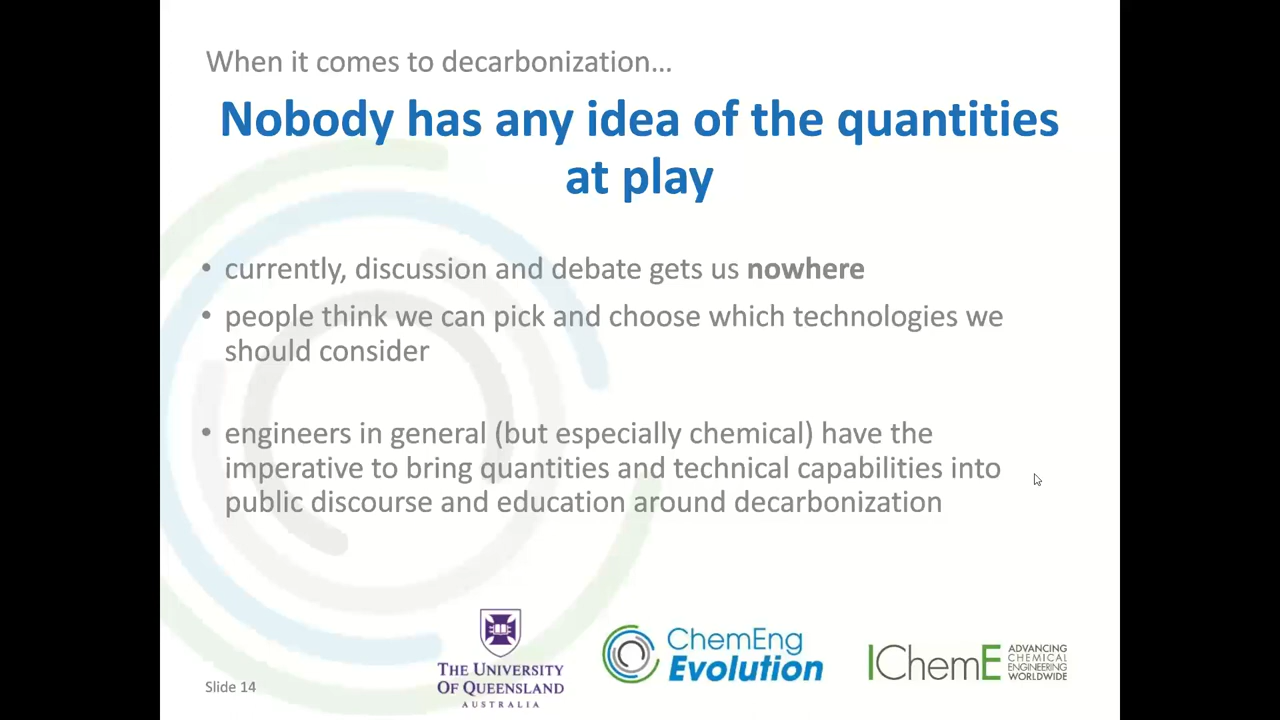 When it comes to decarbonization...
Nobody has any idea of the quantities
at play
• currently, discussion and debate gets us nowhere
• people think we can pick and choose which technologies we
should consider
• engineers in general (but especially chemical) have the
imperative to bring quantities and technical capabilities into
public discourse and education around decarbonization
Slide 14
THE UNIVERSITY
OF QUEENSLAND
AUSTRALIA
ChemEng
Evolution
IChemE
ADVANCING
CHEMICAL
ENGINEERING
WORLDWIDE